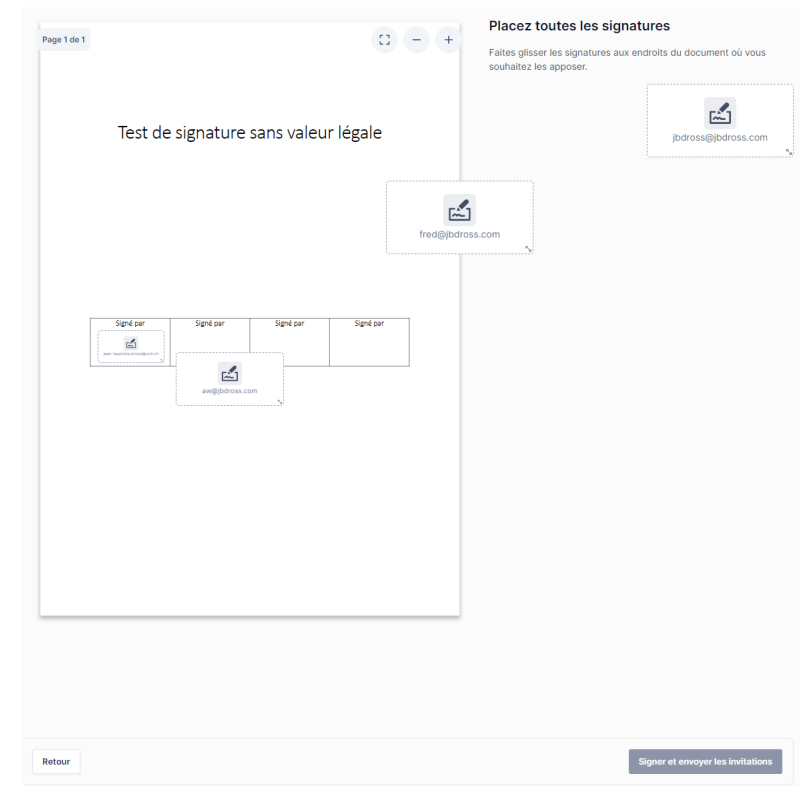 Page 1 de 1
Placez toutes les signatures
Faites glisser les signatures aux endroits du document où vous
souhaitez les apposer.
jbdross@jbdross.com
Test de signature sans valeur légale
fred@jbdross.com
Signé par Signé par Signé par Signé par
aw@jbdross.com
Retour
Signer et envoyer les invitations